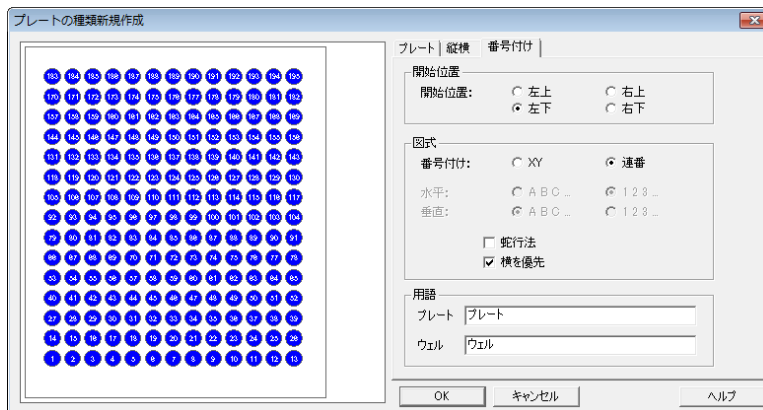 プレートの種類新規作成
183 184 185 186 187 188 189 190 191 192 193 194 195
170 171 172 173 174 175 176 177 178 179 180 181 182
157 158 159 160 161 162 163 164 165 166 167 168 169
144 145 146 147 148 149 150 151 152 153 154 155 156
131 132 133 134 135 136 137 138 139 140 141 142 143
118 119 120 121 122 123 124 125 126 127 128 129 130
105 106 107 108 109 110 111 112 113 114 115 116 117
92 93 94 95 96 97 98 99 100 101 102 103 104
79 80 81 82 83 84 85 86 87 88 89 90 91
66 67 68 69 70 71 72 73 74 75 76 77 78
53 54 55 56 57 58 59 60 61 62 63 64 65
40 41 42 43 44 45 46 47 48 49 50 51 52
27 28 29 30 31 32 33 34 35 36 37 38 39
14 15 16 17 18 19 20 21 22 23 24 25 26
1 2 3 4 5 6 7 8 9 10 11 12 13
プレート 縦横 番号付け
開始位置
開始位置: 左上 右上
左下 右下
図式
番号付け: XY 連番
水平: A B C ... 1 2 3 ...
垂直: A B C ... 1 2 3 ...
蛇行法
横を優先
用語
プレート プレート
ウェル ウェル
OK キャンセル ヘルプ